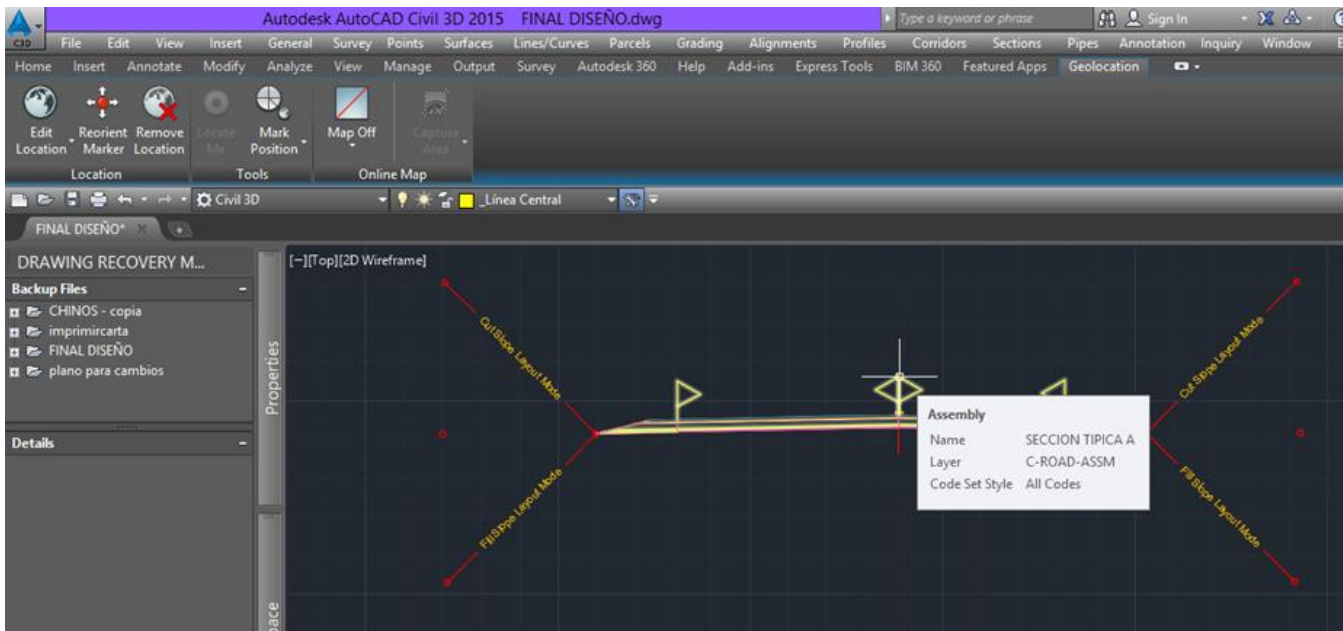 Autodesk AutoCAD Civil 3D 2015 FINAL DISEÑO.dwg Type a keyword or phrase Sign In
C3D File Edit View Insert General Survey Points Surfaces Lines/Curves Parcels Grading Alignments Profiles Corridors Sections Pipes Annotation Inquiry Window
Home Insert Annotate Modify Analyze View Manage Output Survey Autodesk 360 Help Add-ins Express Tools BIM 360 Featured Apps Geolocation
Edit Location
Reorient Marker
Remove Location
Locate Me
Mark Position
Map Off
Capture Area
Location Tools Online Map
Civil 3D _Línea Central
FINAL DISEÑO*
DRAWING RECOVERY M...
Backup Files
CHINOS - copia
imprimircarta
FINAL DISEÑO
plano para cambios
Details
Properties
[−][Top][2D Wireframe]
Cut Slope Layout Mode
Cut Slope Layout Mode
Fill Slope Layout Mode
Fill Slope Layout Mode
Assembly
Name SECCION TIPICA A
Layer C-ROAD-ASSM
Code Set Style All Codes